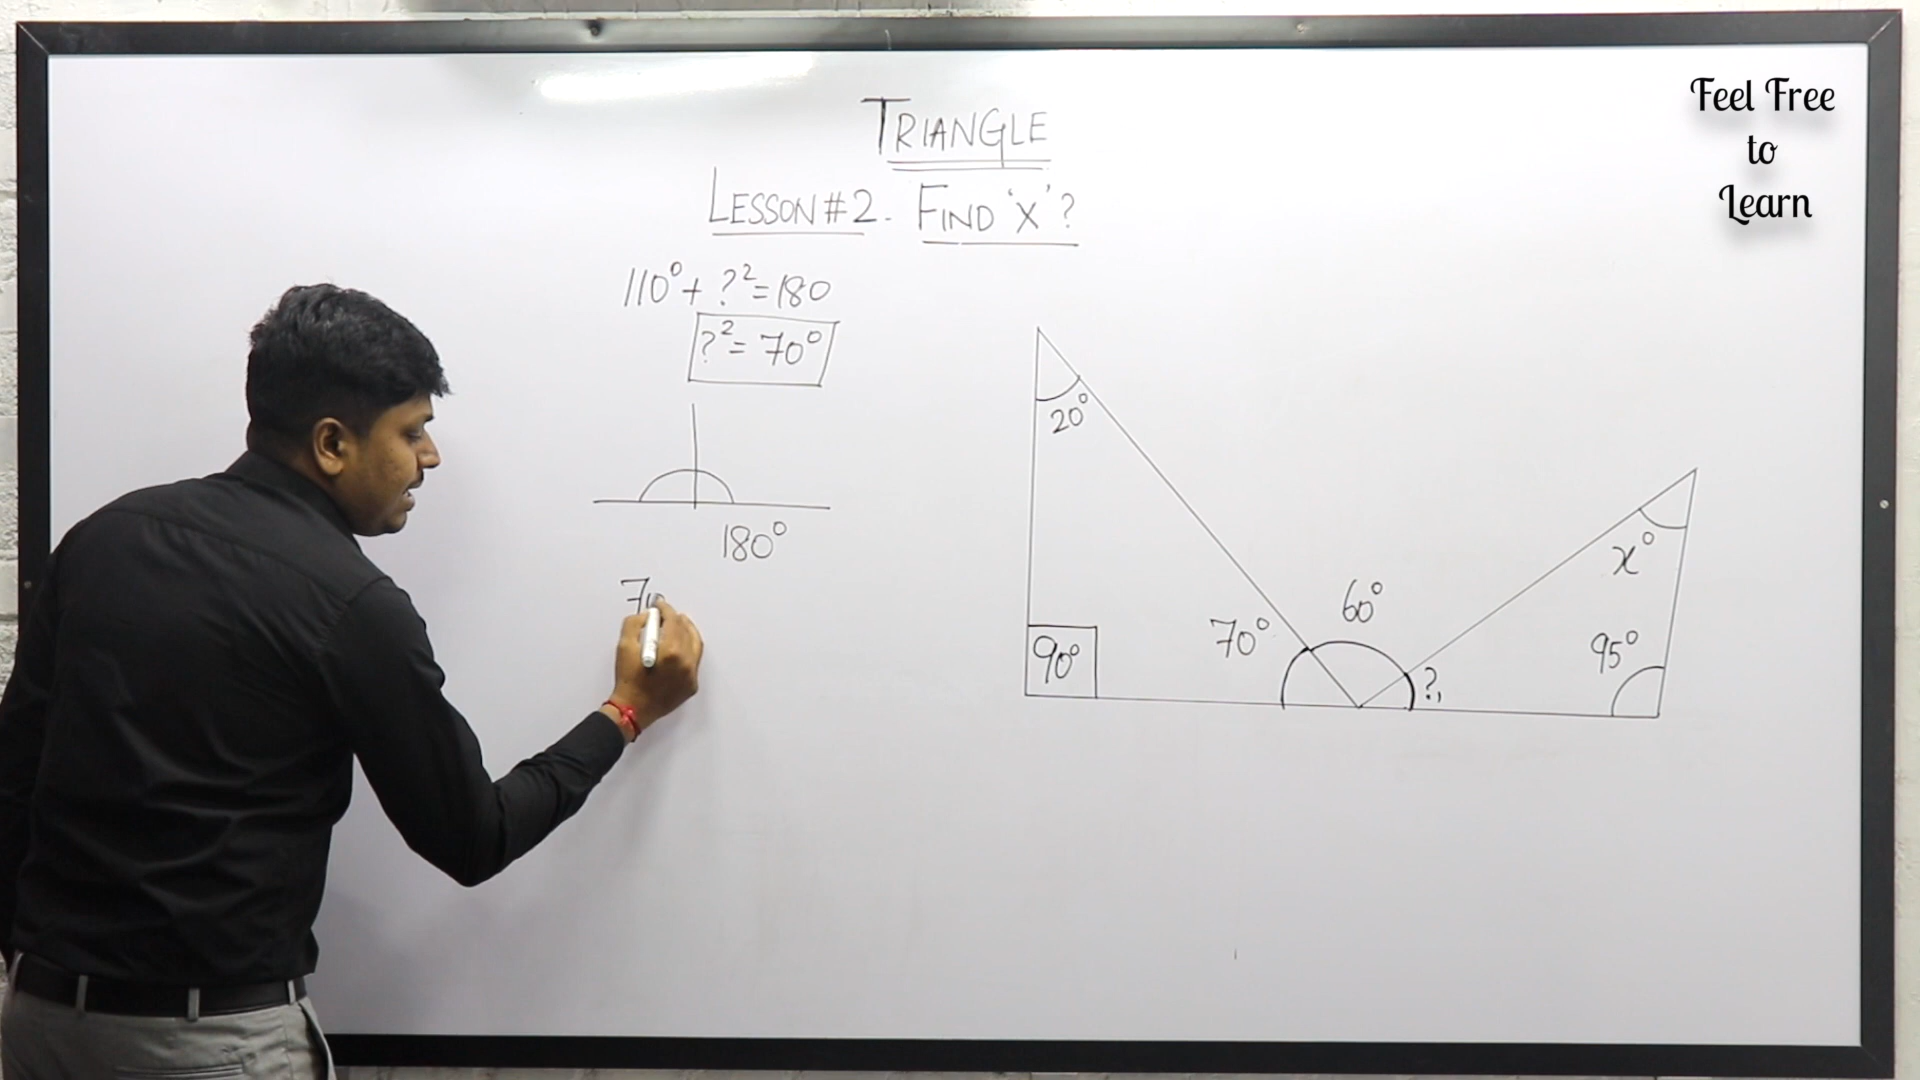 Feel Free
to
Learn
TRIANGLE
LESSON #2. FIND 'X' ?
110° + ?² = 180
?² = 70°
180°
70
20°
90°
70°
60°
?,
x°
95°